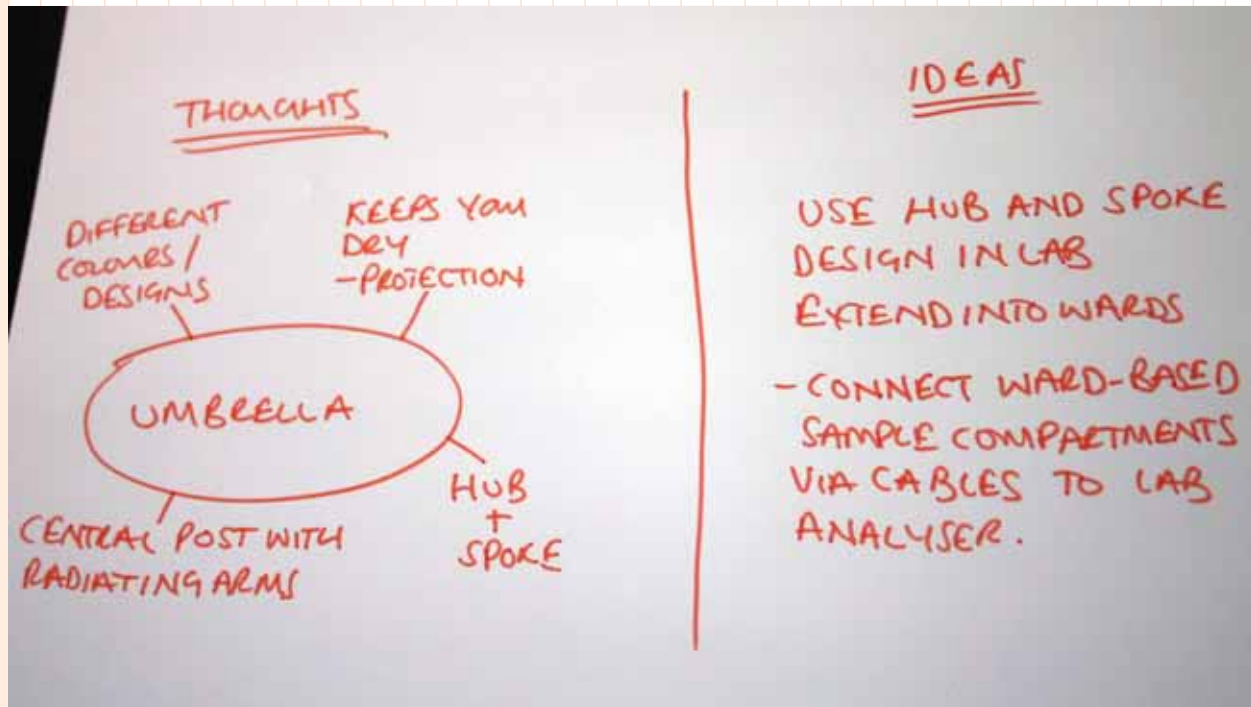 THOUGHTS
DIFFERENT
COLOURS /
DESIGNS
KEEPS YOU
DRY
- PROTECTION
UMBRELLA
CENTRAL POST WITH
RADIATING ARMS
HUB
+
SPOKE
IDEAS
USE HUB AND SPOKE
DESIGN IN LAB
EXTEND INTO WARDS
- CONNECT WARD-BASED
SAMPLE COMPARTMENTS
VIA CABLES TO LAB
ANALYSER.